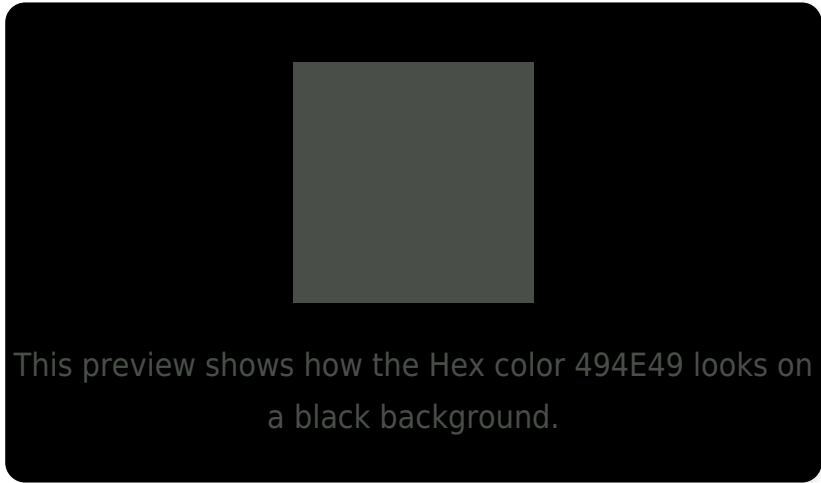 This preview shows how the Hex color 494E49 looks on
a black background.